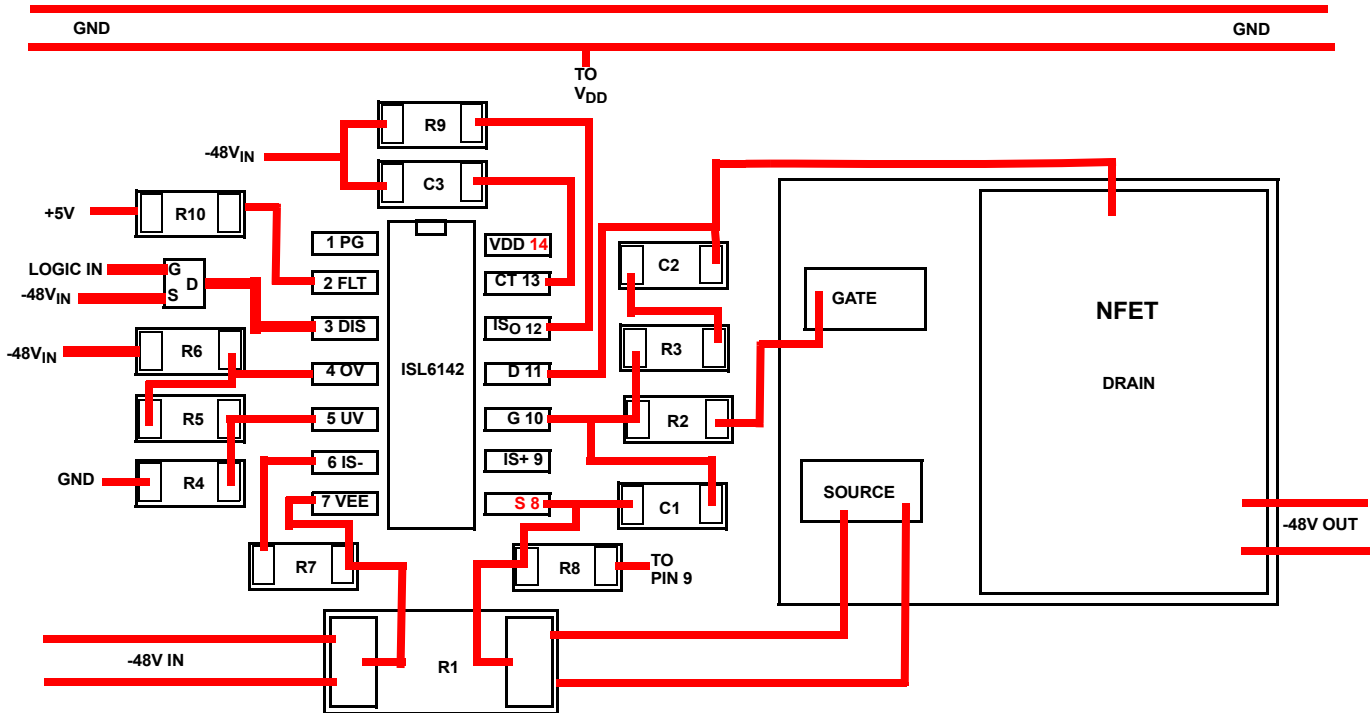 GND
GND
TO
VDD
R9
-48VIN
C3
+5V
R10
1 PG
VDD 14
LOGIC IN
G
D
S
-48VIN
2 FLT
CT 13
C2
3 DIS
ISO 12
GATE
NFET
-48VIN
R6
4 OV
ISL6142
D 11
R3
DRAIN
R5
5 UV
G 10
R2
6 IS-
IS+ 9
GND
R4
7 VEE
S 8
C1
SOURCE
-48V OUT
R7
R8
TO
PIN 9
-48V IN
R1